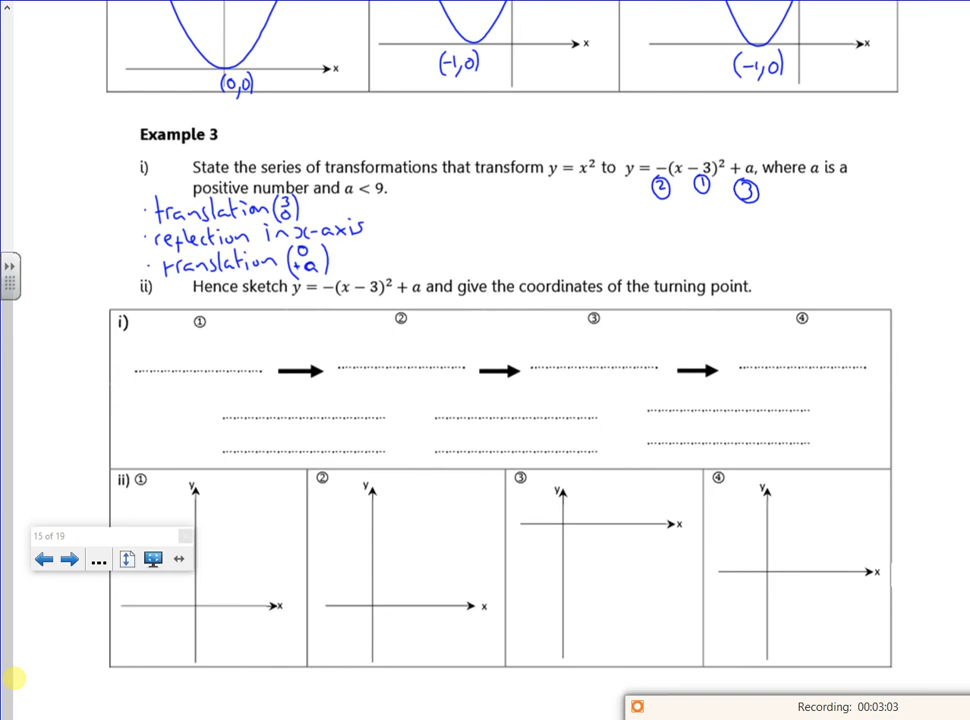 x
x
x
(0,0)
(-1,0)
(-1,0)
Example 3
i) State the series of transformations that transform y = x² to y = −(x − 3)² + a, where a is a
positive number and a < 9.
② ① ③
· translation (3 0)
· reflection in x-axis
· translation (0 +a)
ii) Hence sketch y = −(x − 3)² + a and give the coordinates of the turning point.
i) ① ② ③ ④
ii) ① ② ③ ④
y y y y
x x x x
15 of 19
...
Recording: 00:03:03